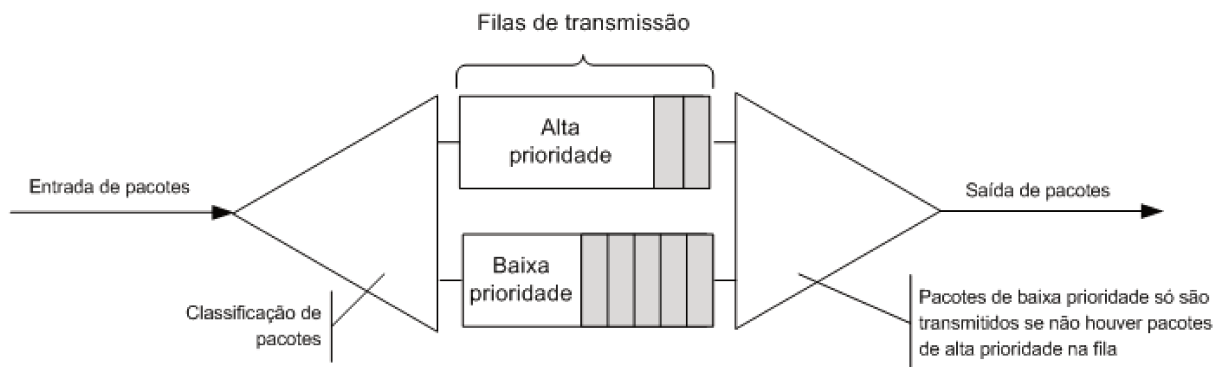 Filas de transmissão
Alta
prioridade
Entrada de pacotes
Saída de pacotes
Baixa
prioridade
Classificação de
pacotes
Pacotes de baixa prioridade só são
transmitidos se não houver pacotes
de alta prioridade na fila